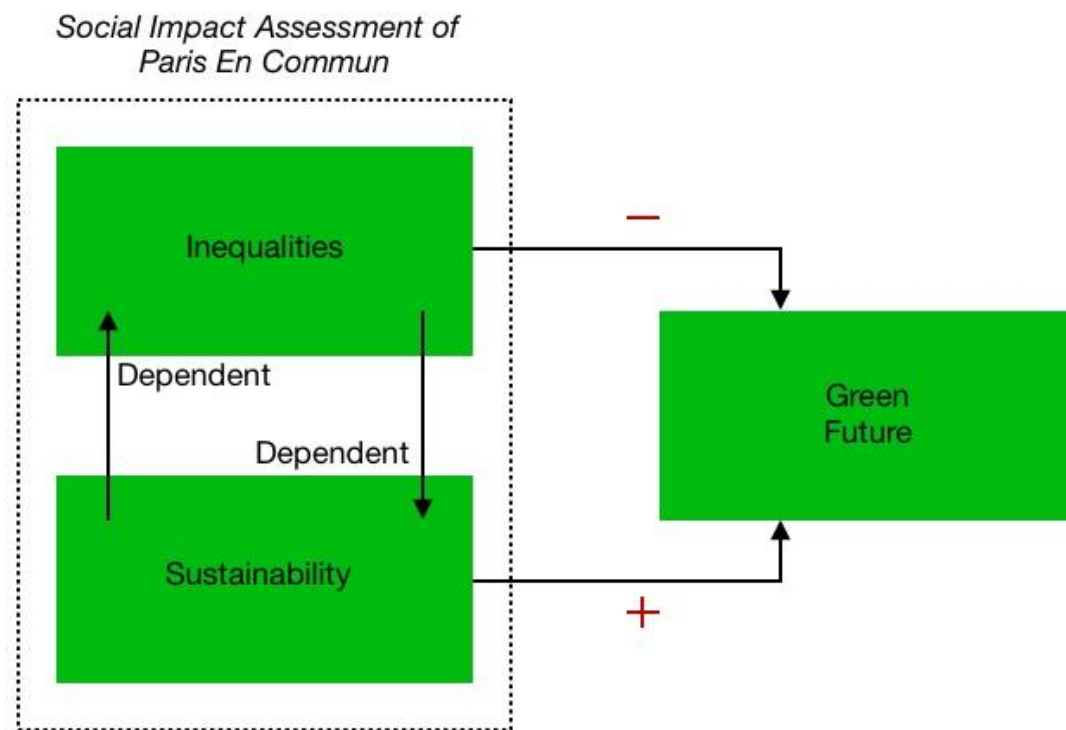 Social Impact Assessment of
Paris En Commun
Inequalities
−
Dependent
Green
Future
Dependent
Sustainability
+